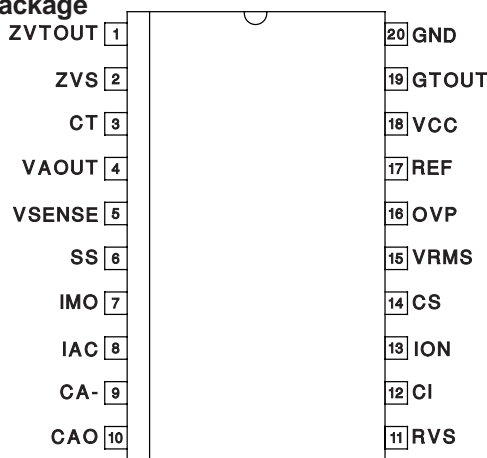 ackage
ZVTOUT 1 20 GND
ZVS 2 19 GTOUT
CT 3 18 VCC
VAOUT 4 17 REF
VSENSE 5 16 OVP
SS 6 15 VRMS
IMO 7 14 CS
IAC 8 13 ION
CA- 9 12 CI
CAO 10 11 RVS